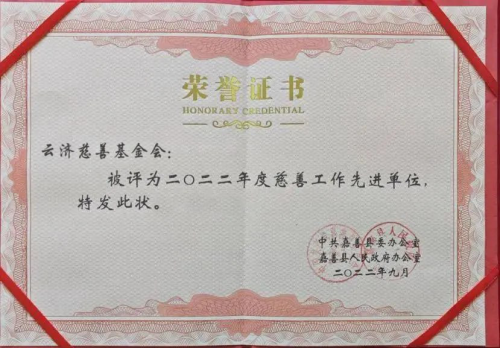 荣誉证书
HONORARY CREDENTIAL
云济慈善基金会：
被评为二〇二二年度慈善工作先进单位，
特发此状。
中共嘉善县委办公室
嘉善县人民政府办公室
二〇二二年九月